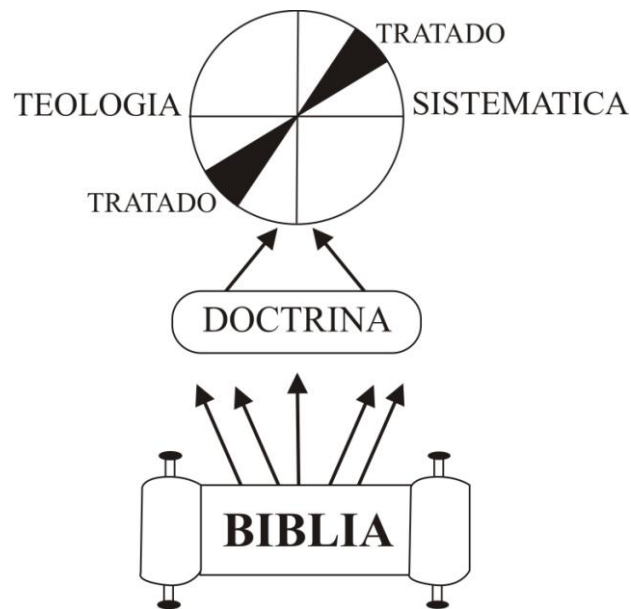 TRATADO
TEOLOGIA
SISTEMATICA
TRATADO
DOCTRINA
BIBLIA